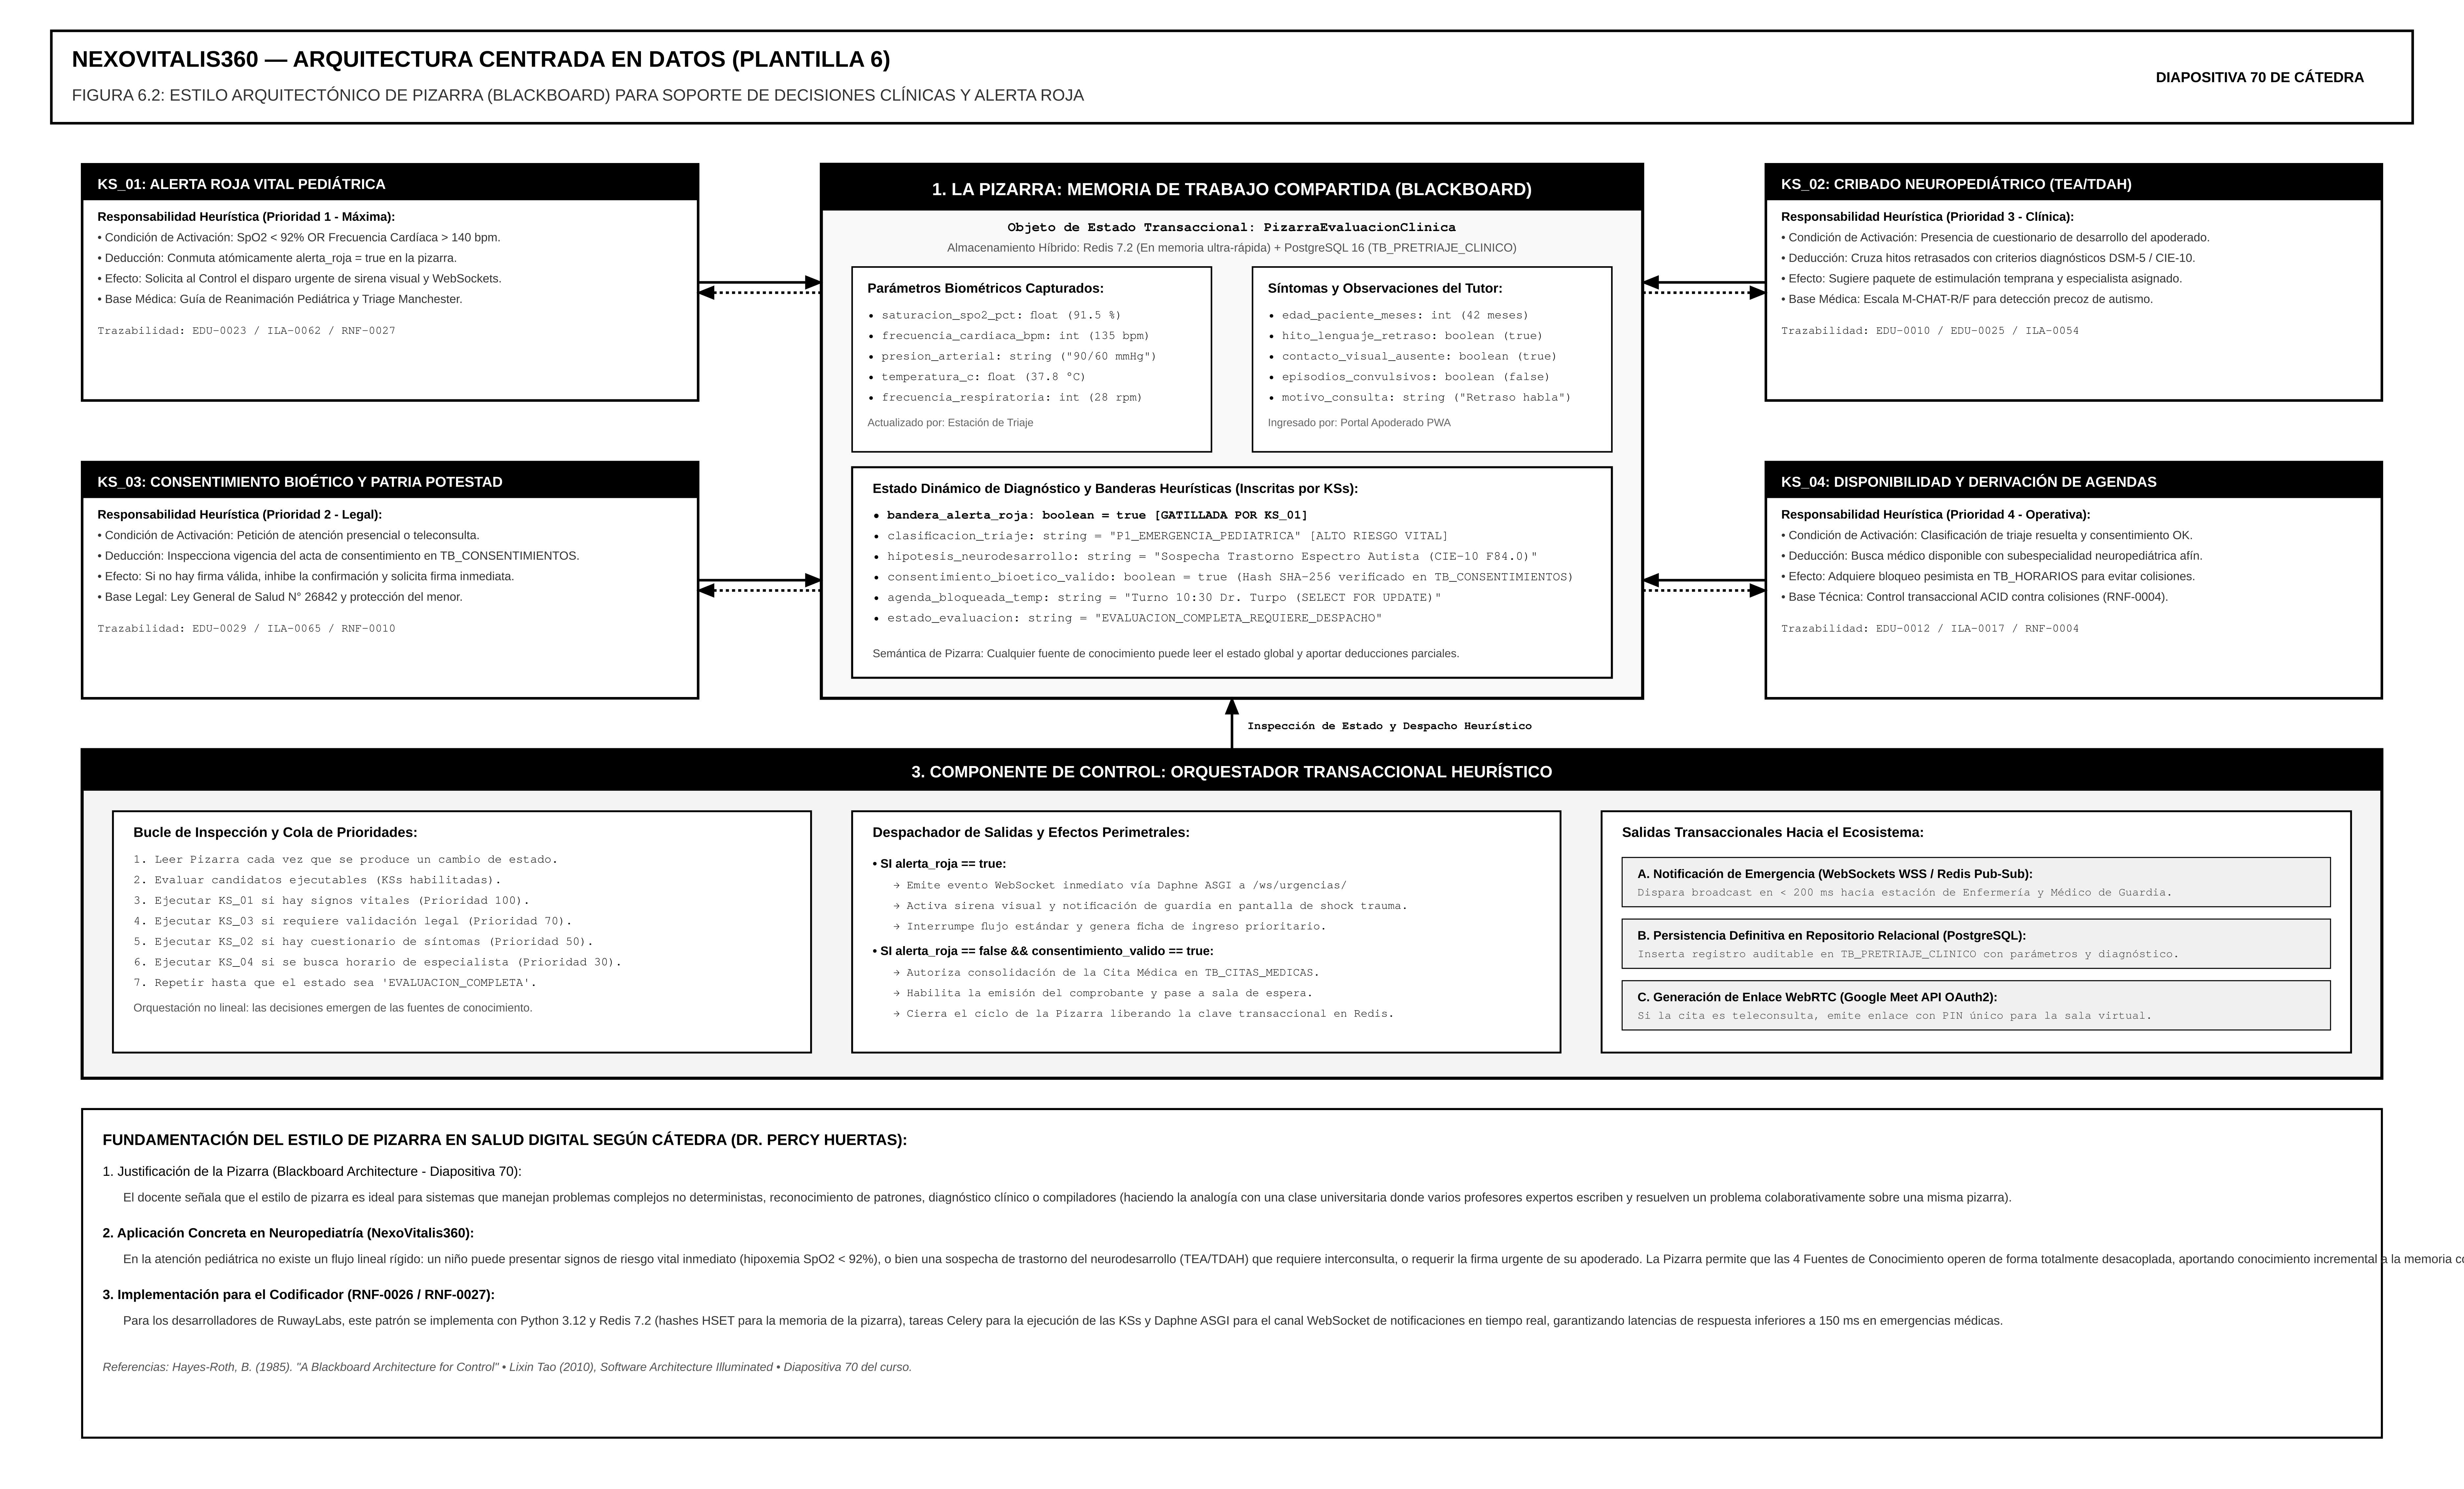 NEXOVITALIS360 — ARQUITECTURA CENTRADA EN DATOS (PLANTILLA 6)
FIGURA 6.2: ESTILO ARQUITECTÓNICO DE PIZARRA (BLACKBOARD) PARA SOPORTE DE DECISIONES CLÍNICAS Y ALERTA ROJA
DIAPOSITIVA 70 DE CÁTEDRA
KS_01: ALERTA ROJA VITAL PEDIÁTRICA
Responsabilidad Heurística (Prioridad 1 - Máxima):
• Condición de Activación: SpO2 < 92% OR Frecuencia Cardíaca > 140 bpm.
• Deducción: Conmuta atómicamente alerta_roja = true en la pizarra.
• Efecto: Solicita al Control el disparo urgente de sirena visual y WebSockets.
• Base Médica: Guía de Reanimación Pediátrica y Triage Manchester.
Trazabilidad: EDU-0023 / ILA-0062 / RNF-0027
KS_03: CONSENTIMIENTO BIOÉTICO Y PATRIA POTESTAD
Responsabilidad Heurística (Prioridad 2 - Legal):
• Condición de Activación: Petición de atención presencial o teleconsulta.
• Deducción: Inspecciona vigencia del acta de consentimiento en TB_CONSENTIMIENTOS.
• Efecto: Si no hay firma válida, inhibe la confirmación y solicita firma inmediata.
• Base Legal: Ley General de Salud N° 26842 y protección del menor.
Trazabilidad: EDU-0029 / ILA-0065 / RNF-0010
1. LA PIZARRA: MEMORIA DE TRABAJO COMPARTIDA (BLACKBOARD)
Objeto de Estado Transaccional: PizarraEvaluacionClinica
Almacenamiento Híbrido: Redis 7.2 (En memoria ultra-rápida) + PostgreSQL 16 (TB_PRETRIAJE_CLINICO)
Parámetros Biométricos Capturados:
• saturacion_spo2_pct: float (91.5 %)
• frecuencia_cardiaca_bpm: int (135 bpm)
• presion_arterial: string ("90/60 mmHg")
• temperatura_c: float (37.8 °C)
• frecuencia_respiratoria: int (28 rpm)
Actualizado por: Estación de Triaje
Síntomas y Observaciones del Tutor:
• edad_paciente_meses: int (42 meses)
• hito_lenguaje_retraso: boolean (true)
• contacto_visual_ausente: boolean (true)
• episodios_convulsivos: boolean (false)
• motivo_consulta: string ("Retraso habla")
Ingresado por: Portal Apoderado PWA
Estado Dinámico de Diagnóstico y Banderas Heurísticas (Inscritas por KSs):
• bandera_alerta_roja: boolean = true [GATILLADA POR KS_01]
• clasificacion_triaje: string = "P1_EMERGENCIA_PEDIATRICA" [ALTO RIESGO VITAL]
• hipotesis_neurodesarrollo: string = "Sospecha Trastorno Espectro Autista (CIE-10 F84.0)"
• consentimiento_bioetico_valido: boolean = true (Hash SHA-256 verificado en TB_CONSENTIMIENTOS)
• agenda_bloqueada_temp: string = "Turno 10:30 Dr. Turpo (SELECT FOR UPDATE)"
• estado_evaluacion: string = "EVALUACION_COMPLETA_REQUIERE_DESPACHO"
Semántica de Pizarra: Cualquier fuente de conocimiento puede leer el estado global y aportar deducciones parciales.
KS_02: CRIBADO NEUROPEDIÁTRICO (TEA/TDAH)
Responsabilidad Heurística (Prioridad 3 - Clínica):
• Condición de Activación: Presencia de cuestionario de desarrollo del apoderado.
• Deducción: Cruza hitos retrasados con criterios diagnósticos DSM-5 / CIE-10.
• Efecto: Sugiere paquete de estimulación temprana y especialista asignado.
• Base Médica: Escala M-CHAT-R/F para detección precoz de autismo.
Trazabilidad: EDU-0010 / EDU-0025 / ILA-0054
KS_04: DISPONIBILIDAD Y DERIVACIÓN DE AGENDAS
Responsabilidad Heurística (Prioridad 4 - Operativa):
• Condición de Activación: Clasificación de triaje resuelta y consentimiento OK.
• Deducción: Busca médico disponible con subespecialidad neuropediátrica afín.
• Efecto: Adquiere bloqueo pesimista en TB_HORARIOS para evitar colisiones.
• Base Técnica: Control transaccional ACID contra colisiones (RNF-0004).
Trazabilidad: EDU-0012 / ILA-0017 / RNF-0004
Inspección de Estado y Despacho Heurístico
3. COMPONENTE DE CONTROL: ORQUESTADOR TRANSACCIONAL HEURÍSTICO
Bucle de Inspección y Cola de Prioridades:
1. Leer Pizarra cada vez que se produce un cambio de estado.
2. Evaluar candidatos ejecutables (KSs habilitadas).
3. Ejecutar KS_01 si hay signos vitales (Prioridad 100).
4. Ejecutar KS_03 si requiere validación legal (Prioridad 70).
5. Ejecutar KS_02 si hay cuestionario de síntomas (Prioridad 50).
6. Ejecutar KS_04 si se busca horario de especialista (Prioridad 30).
7. Repetir hasta que el estado sea 'EVALUACION_COMPLETA'.
Orquestación no lineal: las decisiones emergen de las fuentes de conocimiento.
Despachador de Salidas y Efectos Perimetrales:
• SI alerta_roja == true:
→ Emite evento WebSocket inmediato vía Daphne ASGI a /ws/urgencias/
→ Activa sirena visual y notificación de guardia en pantalla de shock trauma.
→ Interrumpe flujo estándar y genera ficha de ingreso prioritario.
• SI alerta_roja == false && consentimiento_valido == true:
→ Autoriza consolidación de la Cita Médica en TB_CITAS_MEDICAS.
→ Habilita la emisión del comprobante y pase a sala de espera.
→ Cierra el ciclo de la Pizarra liberando la clave transaccional en Redis.
Salidas Transaccionales Hacia el Ecosistema:
A. Notificación de Emergencia (WebSockets WSS / Redis Pub-Sub):
Dispara broadcast en < 200 ms hacia estación de Enfermería y Médico de Guardia.
B. Persistencia Definitiva en Repositorio Relacional (PostgreSQL):
Inserta registro auditable en TB_PRETRIAJE_CLINICO con parámetros y diagnóstico.
C. Generación de Enlace WebRTC (Google Meet API OAuth2):
Si la cita es teleconsulta, emite enlace con PIN único para la sala virtual.
FUNDAMENTACIÓN DEL ESTILO DE PIZARRA EN SALUD DIGITAL SEGÚN CÁTEDRA (DR. PERCY HUERTAS):
1. Justificación de la Pizarra (Blackboard Architecture - Diapositiva 70):
El docente señala que el estilo de pizarra es ideal para sistemas que manejan problemas complejos no deterministas, reconocimiento de patrones, diagnóstico clínico o compiladores (haciendo la analogía con una clase universitaria donde varios profesores expertos escriben y resuelven un problema colaborativamente sobre una misma pizarra).
2. Aplicación Concreta en Neuropediatría (NexoVitalis360):
En la atención pediátrica no existe un flujo lineal rígido: un niño puede presentar signos de riesgo vital inmediato (hipoxemia SpO2 < 92%), o bien una sospecha de trastorno del neurodesarrollo (TEA/TDAH) que requiere interconsulta, o requerir la firma urgente de su apoderado. La Pizarra permite que las 4 Fuentes de Conocimiento operen de forma totalmente desacoplada, aportando conocimiento incremental a la memoria
3. Implementación para el Codificador (RNF-0026 / RNF-0027):
Para los desarrolladores de RuwayLabs, este patrón se implementa con Python 3.12 y Redis 7.2 (hashes HSET para la memoria de la pizarra), tareas Celery para la ejecución de las KSs y Daphne ASGI para el canal WebSocket de notificaciones en tiempo real, garantizando latencias de respuesta inferiores a 150 ms en emergencias médicas.
Referencias: Hayes-Roth, B. (1985). "A Blackboard Architecture for Control" • Lixin Tao (2010), Software Architecture Illuminated • Diapositiva 70 del curso.